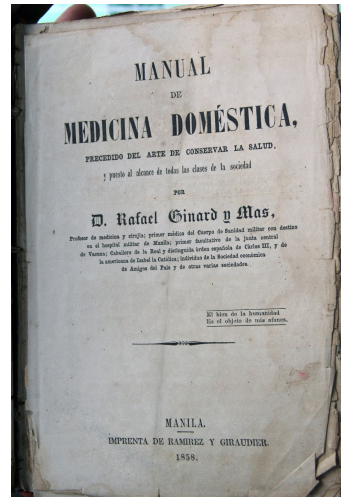 MANUAL
DE
MEDICINA DOMÉSTICA,
PRECEDIDO DEL ARTE DE CONSERVAR LA SALUD,
y puesto al alcance de todas las clases de la sociedad
POR
D. Rafael Ginard y Mas,
Profesor de medicina y cirujía; primer médico del Cuerpo de Sanidad militar con destino
en el hospital militar de Manila; primer facultativo de la junta central
de Vacuna; Caballero de la Real y distinguida órden española de Cárlos III, y de
la americana de Isabel la Católica; individuo de la Sociedad económica
de Amigos del Pais y de otras varias sociedades.
El bien de la humanidad
Es el objeto de mis afanes.
MANILA.
IMPRENTA DE RAMIREZ Y GIRAUDIER.
1858.